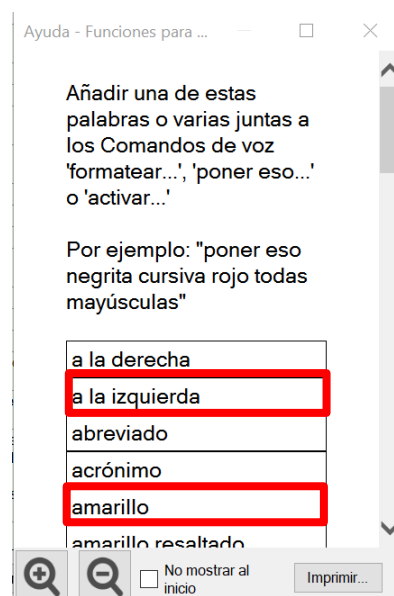 Ayuda - Funciones para ...
Añadir una de estas
palabras o varias juntas a
los Comandos de voz
'formatear...', 'poner eso...'
o 'activar...'
Por ejemplo: "poner eso
negrita cursiva rojo todas
mayúsculas"
a la derecha
a la izquierda
abreviado
acrónimo
amarillo
amarillo resaltado
No mostrar al
inicio
Imprimir...